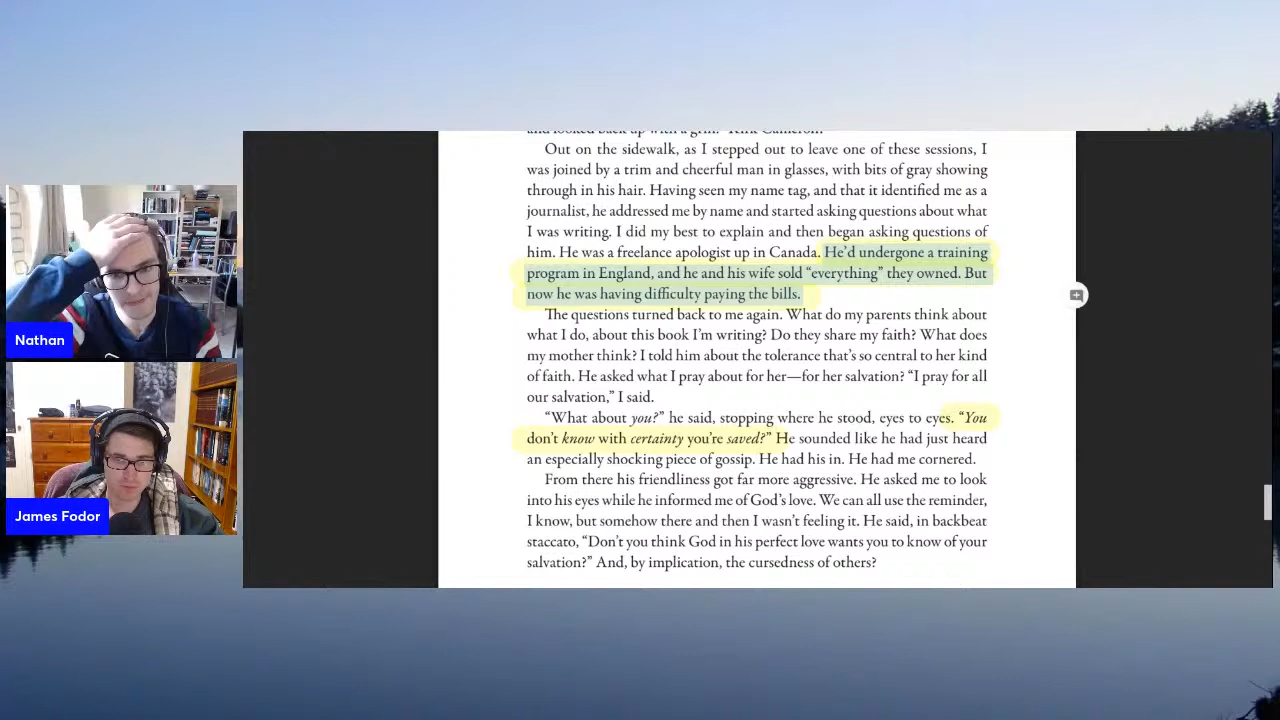 and looked back up with a grin. "Kirk Cameron."
Out on the sidewalk, as I stepped out to leave one of these sessions, I
was joined by a trim and cheerful man in glasses, with bits of gray showing
through in his hair. Having seen my name tag, and that it identified me as a
journalist, he addressed me by name and started asking questions about what
I was writing. I did my best to explain and then began asking questions of
him. He was a freelance apologist up in Canada. He’d undergone a training
program in England, and he and his wife sold “everything” they owned. But
now he was having difficulty paying the bills.
The questions turned back to me again. What do my parents think about
what I do, about this book I’m writing? Do they share my faith? What does
my mother think? I told him about the tolerance that’s so central to her kind
of faith. He asked what I pray about for her—for her salvation? “I pray for all
our salvation,” I said.
“What about you?” he said, stopping where he stood, eyes to eyes. “You
don’t know with certainty you’re saved?” He sounded like he had just heard
an especially shocking piece of gossip. He had his in. He had me cornered.
From there his friendliness got far more aggressive. He asked me to look
into his eyes while he informed me of God’s love. We can all use the reminder,
I know, but somehow there and then I wasn’t feeling it. He said, in backbeat
staccato, “Don’t you think God in his perfect love wants you to know of your
salvation?” And, by implication, the cursedness of others?
Nathan
James Fodor